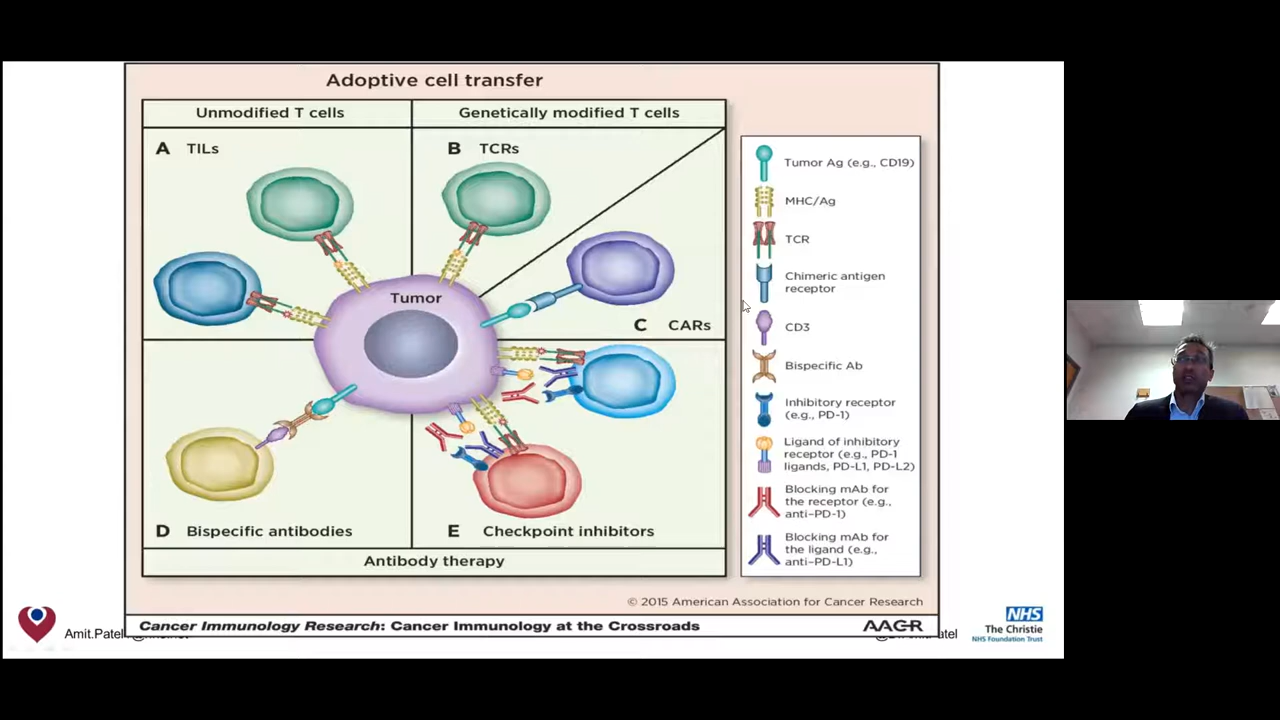 Adoptive cell transfer
Unmodified T cells
Genetically modified T cells
A TILs
B TCRs
Tumor
C CARs
D Bispecific antibodies
E Checkpoint inhibitors
Antibody therapy
Tumor Ag (e.g., CD19)
MHC/Ag
TCR
Chimeric antigen
receptor
CD3
Bispecific Ab
Inhibitory receptor
(e.g., PD-1)
Ligand of inhibitory
receptor (e.g., PD-1
ligands, PD-L1, PD-L2)
Blocking mAb for
the receptor (e.g.,
anti–PD-1)
Blocking mAb for
the ligand (e.g.,
anti–PD-L1)
© 2015 American Association for Cancer Research
Cancer Immunology Research: Cancer Immunology at the Crossroads
AACR
NHS
The Christie
NHS Foundation Trust